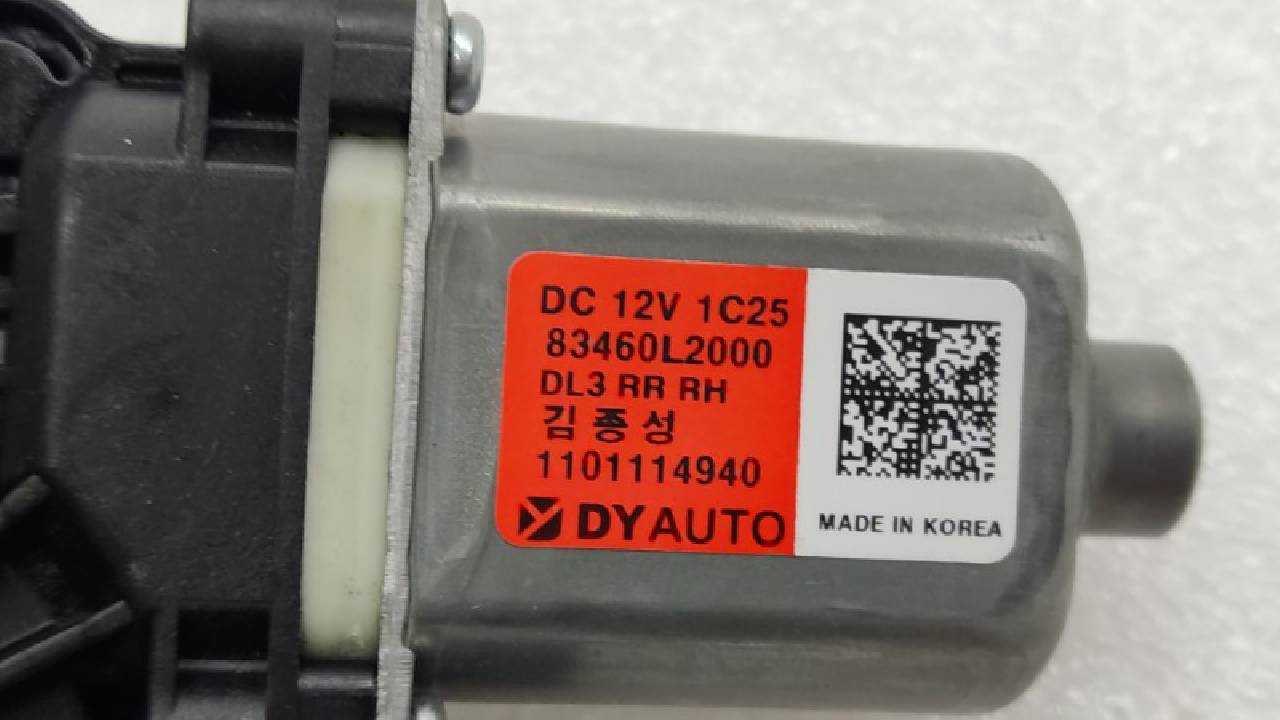 DC 12V 1C25
83460L2000
DL3 RR RH
김종성
1101114940
DYAUTO
MADE IN KOREA